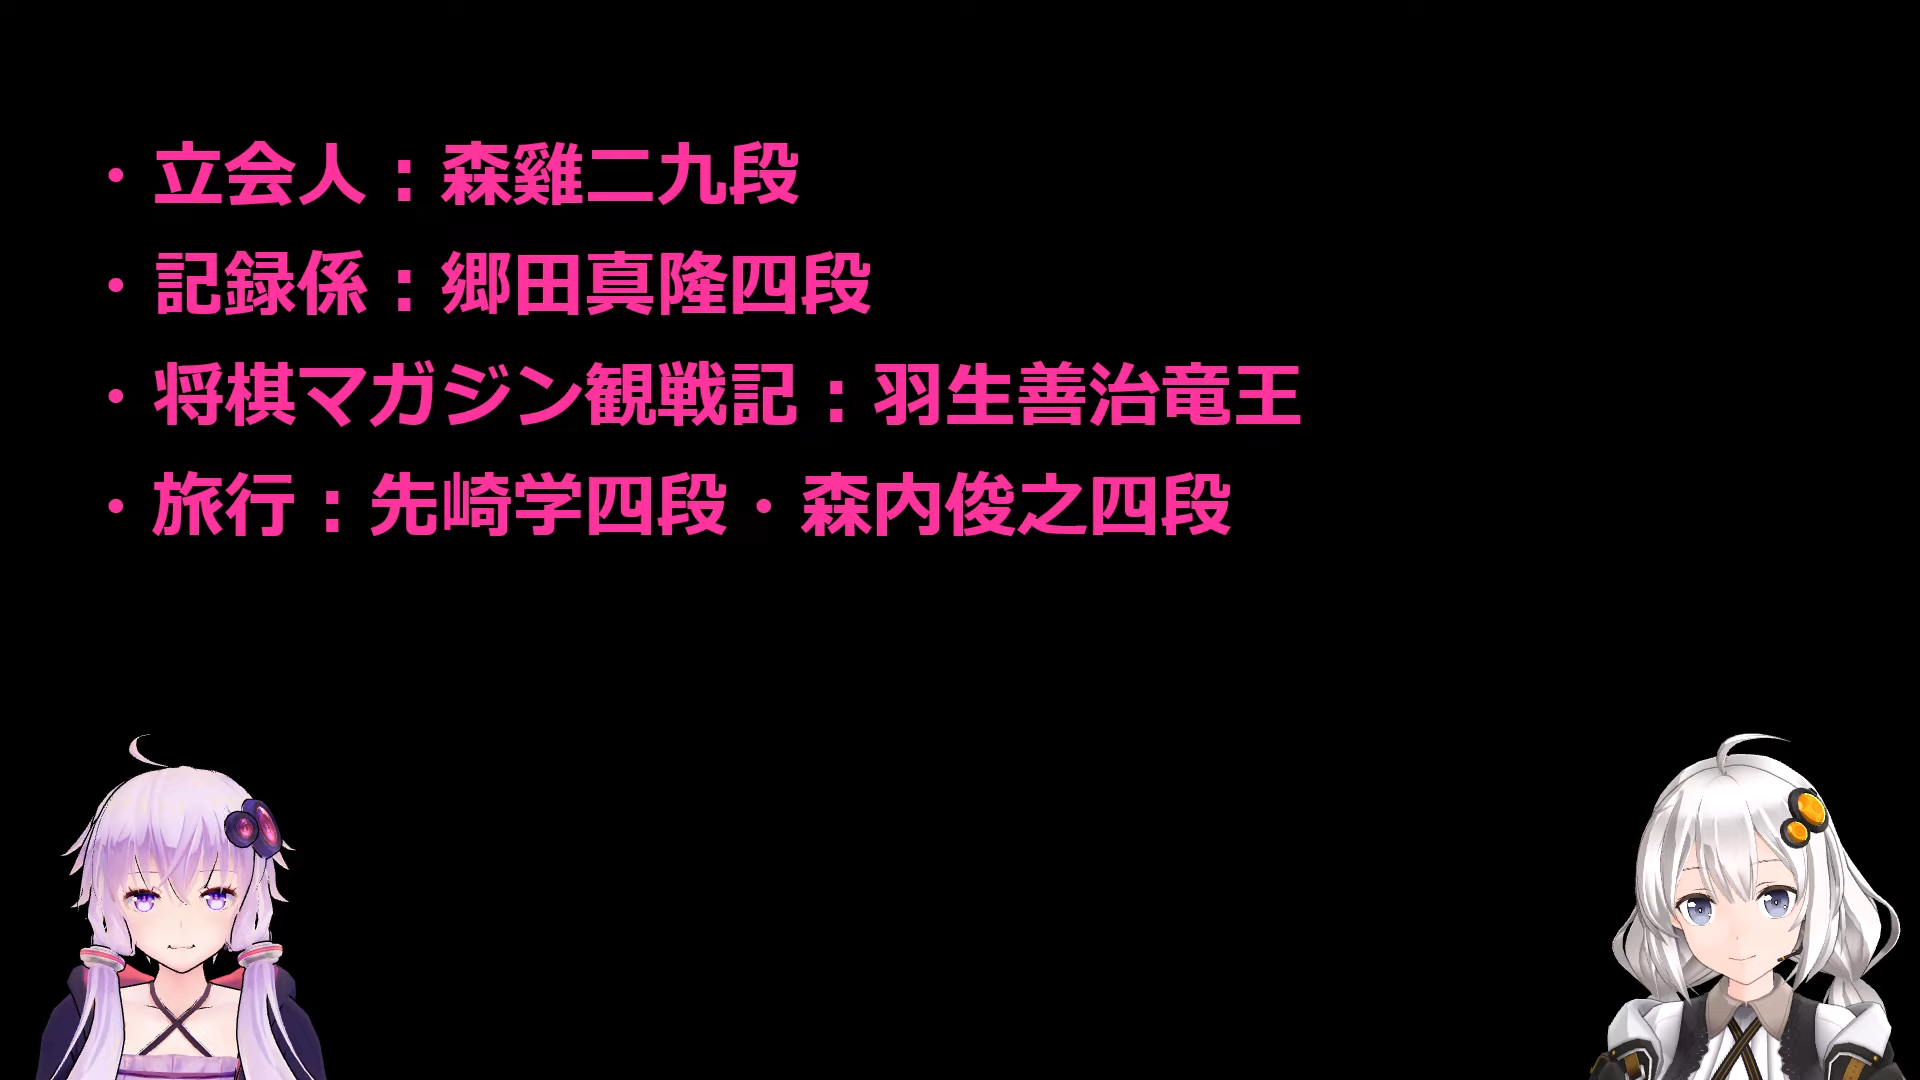 ・立会人：森雞二九段
・記録係：郷田真隆四段
・将棋マガジン観戦記：羽生善治竜王
・旅行：先崎学四段・森内俊之四段